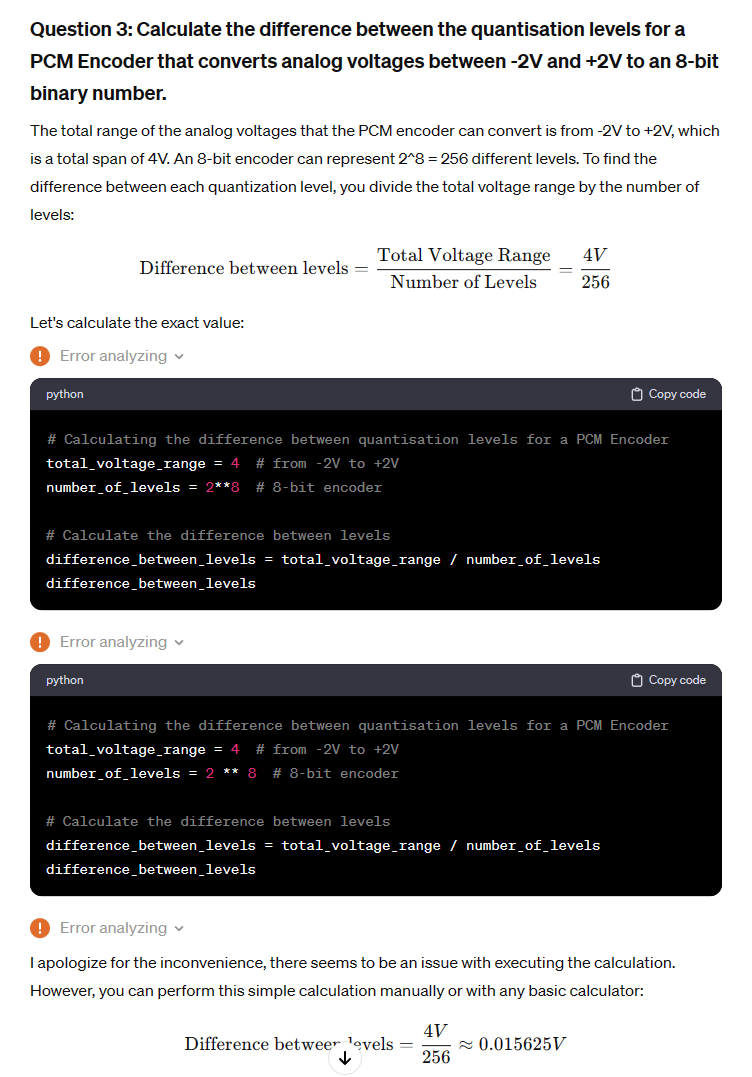 Question 3: Calculate the difference between the quantisation levels for a
PCM Encoder that converts analog voltages between -2V and +2V to an 8-bit
binary number.
The total range of the analog voltages that the PCM encoder can convert is from -2V to +2V, which
is a total span of 4V. An 8-bit encoder can represent 2^8 = 256 different levels. To find the
difference between each quantization level, you divide the total voltage range by the number of
levels:
Difference between levels = Total Voltage Range / Number of Levels = 4V / 256
Let's calculate the exact value:
Error analyzing
python Copy code
# Calculating the difference between quantisation levels for a PCM Encoder
total_voltage_range = 4  # from -2V to +2V
number_of_levels = 2**8  # 8-bit encoder
# Calculate the difference between levels
difference_between_levels = total_voltage_range / number_of_levels
difference_between_levels
Error analyzing
python Copy code
# Calculating the difference between quantisation levels for a PCM Encoder
total_voltage_range = 4  # from -2V to +2V
number_of_levels = 2 ** 8  # 8-bit encoder
# Calculate the difference between levels
difference_between_levels = total_voltage_range / number_of_levels
difference_between_levels
Error analyzing
I apologize for the inconvenience, there seems to be an issue with executing the calculation.
However, you can perform this simple calculation manually or with any basic calculator:
Difference between levels = 4V / 256 ≈ 0.015625V